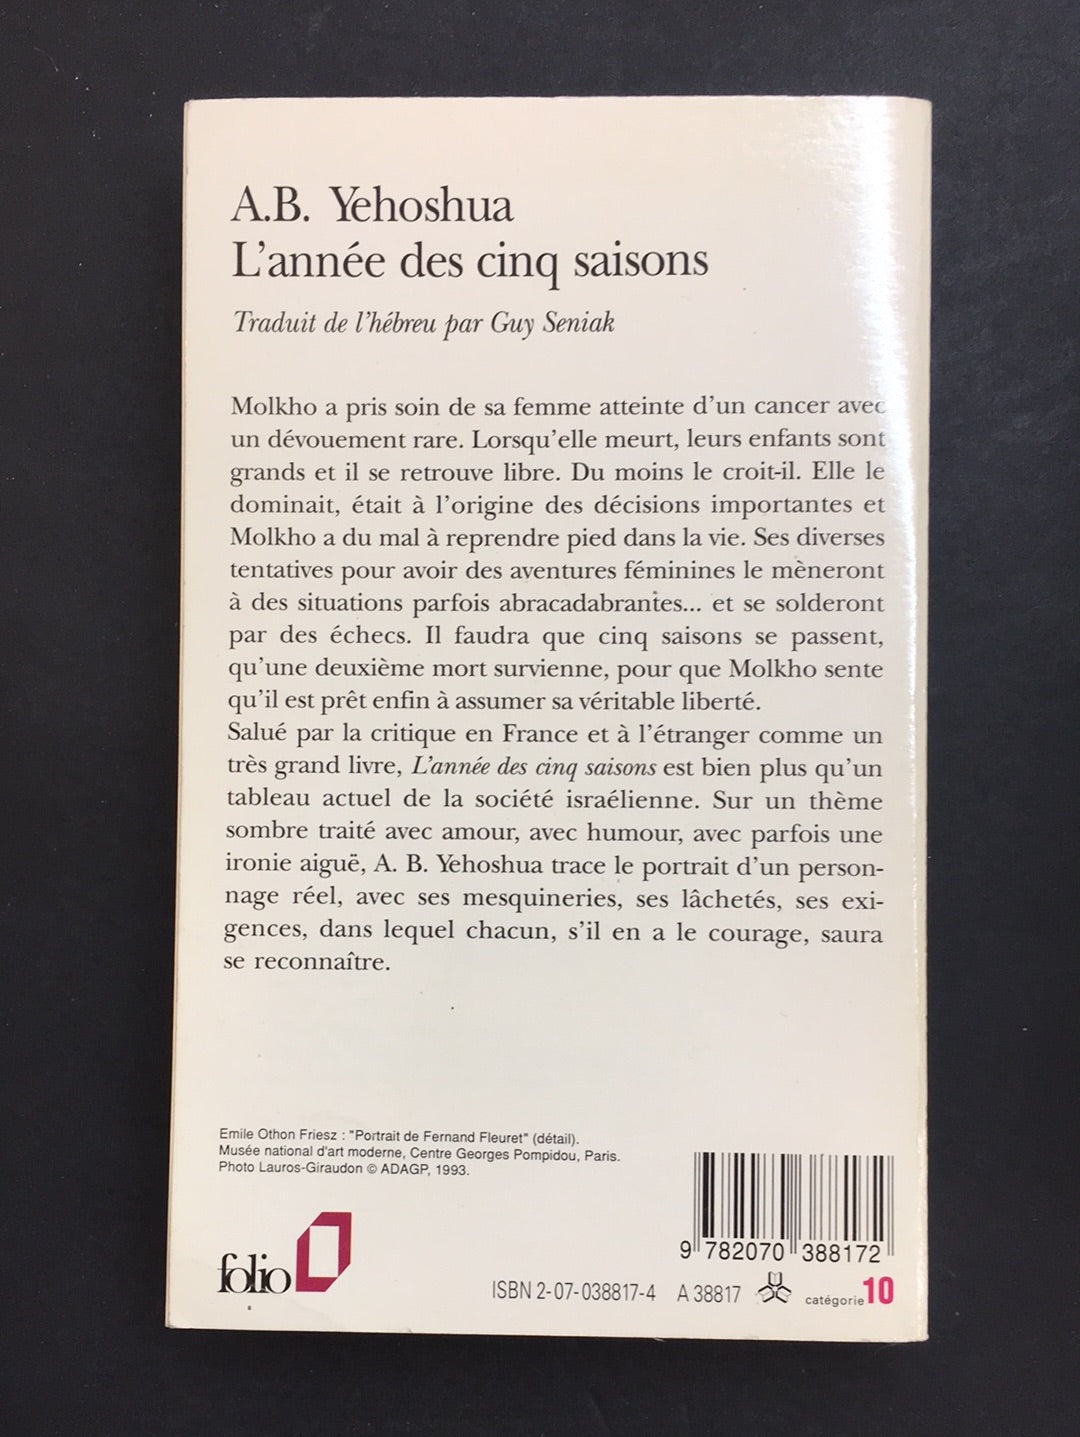 A.B. Yehoshua
L'année des cinq saisons
Traduit de l'hébreu par Guy Seniak
Molkho a pris soin de sa femme atteinte d'un cancer avec
un dévouement rare. Lorsqu'elle meurt, leurs enfants sont
grands et il se retrouve libre. Du moins le croit-il. Elle le
dominait, était à l'origine des décisions importantes et
Molkho a du mal à reprendre pied dans la vie. Ses diverses
tentatives pour avoir des aventures féminines le mèneront
à des situations parfois abracadabrantes... et se solderont
par des échecs. Il faudra que cinq saisons se passent,
qu'une deuxième mort survienne, pour que Molkho sente
qu'il est prêt enfin à assumer sa véritable liberté.
Salué par la critique en France et à l'étranger comme un
très grand livre, L'année des cinq saisons est bien plus qu'un
tableau actuel de la société israélienne. Sur un thème
sombre traité avec amour, avec humour, avec parfois une
ironie aiguë, A. B. Yehoshua trace le portrait d'un person-
nage réel, avec ses mesquineries, ses lâchetés, ses exi-
gences, dans lequel chacun, s'il en a le courage, saura
se reconnaître.
Emile Othon Friesz : "Portrait de Fernand Fleuret" (détail).
Musée national d'art moderne, Centre Georges Pompidou, Paris.
Photo Lauros-Giraudon © ADAGP, 1993.
folio
9 782070 388172
ISBN 2-07-038817-4 A 38817 catégorie 10